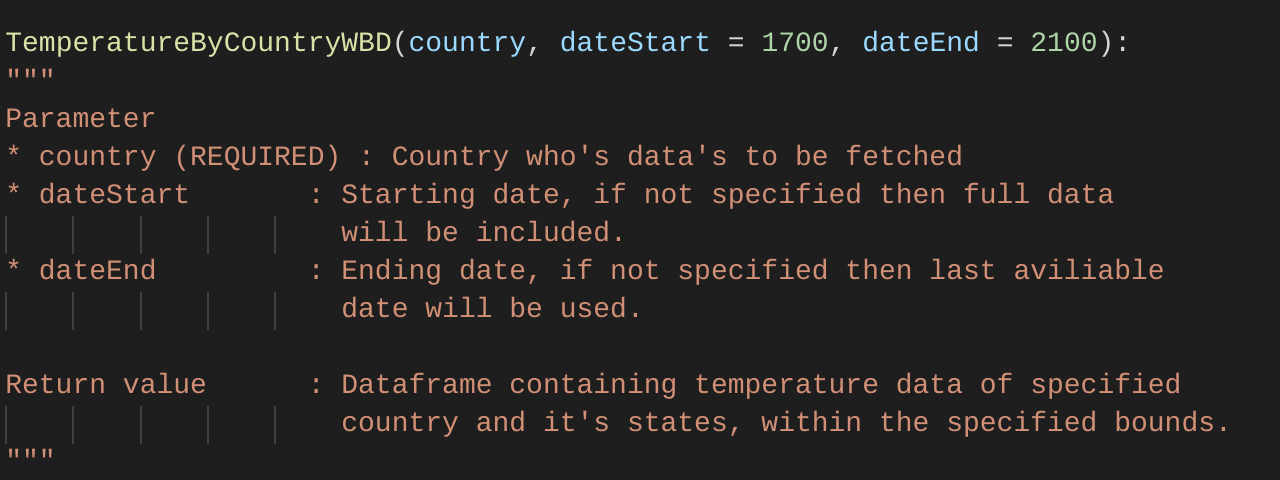 TemperatureByCountryWBD(country, dateStart = 1700, dateEnd = 2100):
"""
Parameter
* country (REQUIRED) : Country who's data's to be fetched
* dateStart       : Starting date, if not specified then full data
will be included.
* dateEnd         : Ending date, if not specified then last aviliable
date will be used.
Return value      : Dataframe containing temperature data of specified
country and it's states, within the specified bounds.
"""